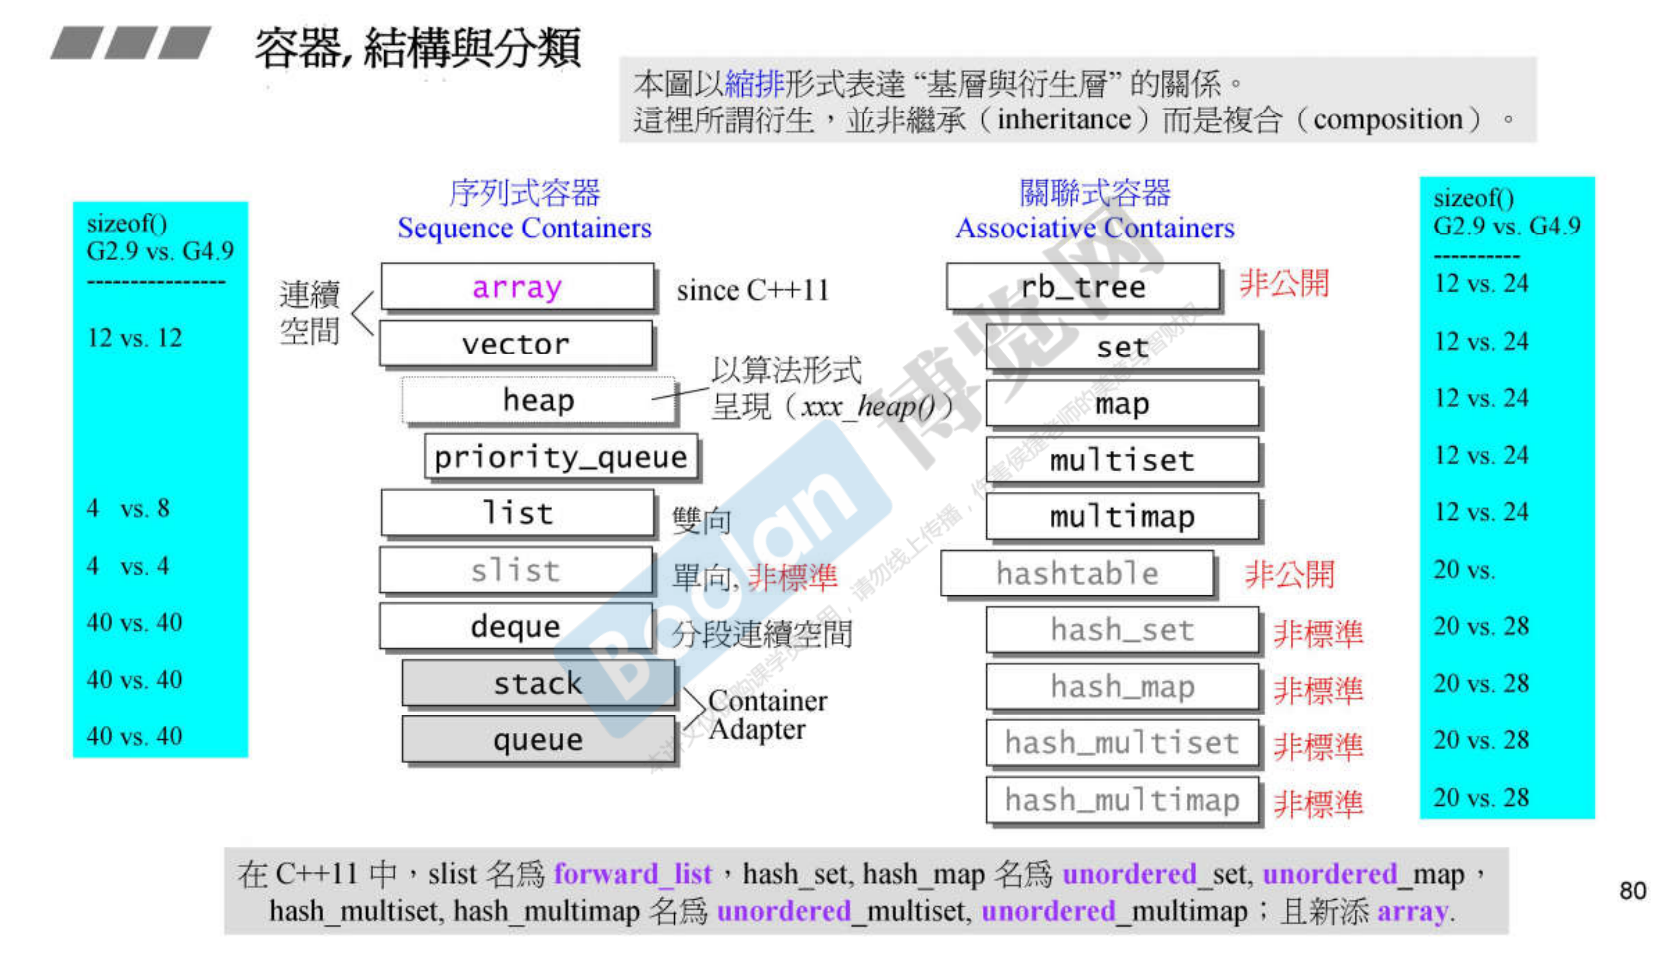 容器, 結構與分類
本圖以縮排形式表達 “基層與衍生層” 的關係。
這裡所謂衍生，並非繼承（inheritance）而是複合（composition）。
序列式容器
Sequence Containers
關聯式容器
Associative Containers
sizeof()
G2.9 vs. G4.9
----------------
12 vs. 12
4 vs. 8
4 vs. 4
40 vs. 40
40 vs. 40
40 vs. 40
連續
空間
array
since C++11
vector
heap
以算法形式
呈現（xxx_heap()）
priority_queue
list
雙向
slist
單向, 非標準
deque
分段連續空間
stack
queue
Container
Adapter
rb_tree
非公開
set
map
multiset
multimap
hashtable
非公開
hash_set
非標準
hash_map
非標準
hash_multiset
非標準
hash_multimap
非標準
sizeof()
G2.9 vs. G4.9
----------
12 vs. 24
12 vs. 24
12 vs. 24
12 vs. 24
12 vs. 24
20 vs.
20 vs. 28
20 vs. 28
20 vs. 28
20 vs. 28
Boolan
博览网
在 C++11 中，slist 名為 forward_list，hash_set, hash_map 名為 unordered_set, unordered_map，
hash_multiset, hash_multimap 名為 unordered_multiset, unordered_multimap；且新添 array.
80